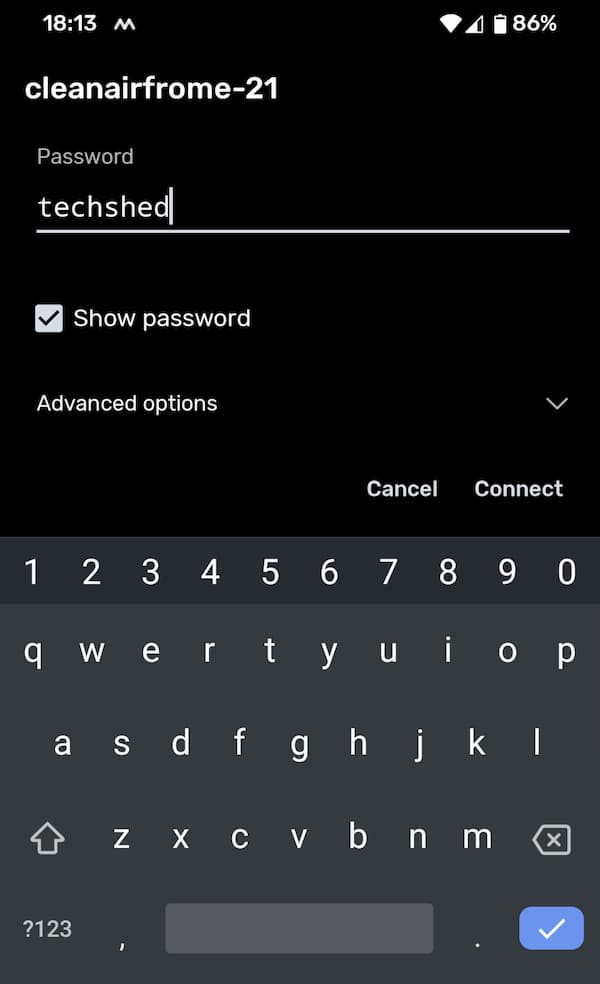 18:13 86%
cleanairfrome-21
Password
techshed
Show password
Advanced options
Cancel Connect
1 2 3 4 5 6 7 8 9 0
q w e r t y u i o p
a s d f g h j k l
z x c v b n m
?123 , .